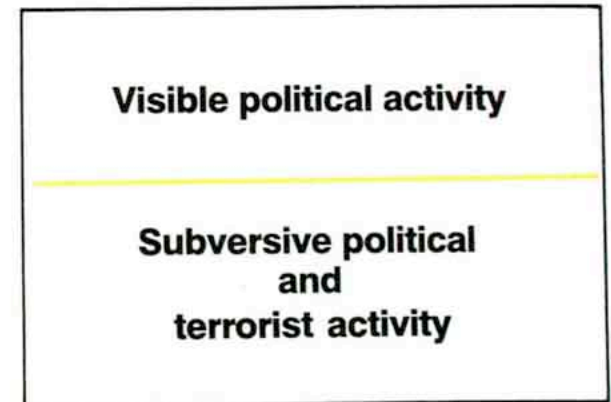 Visible political activity
Subversive political
and
terrorist activity